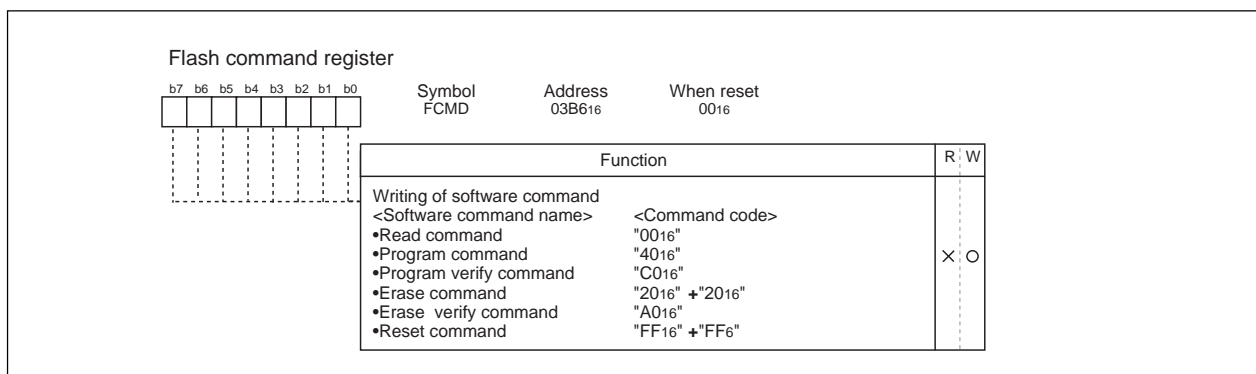 Flash command register
b7 b6 b5 b4 b3 b2 b1 b0
Symbol Address When reset
FCMD 03B616 0016
Function R W
Writing of software command
<Software command name> <Command code>
•Read command "0016"
•Program command "4016"
•Program verify command "C016"
•Erase command "2016" +"2016"
•Erase verify command "A016"
•Reset command "FF16" +"FF6"